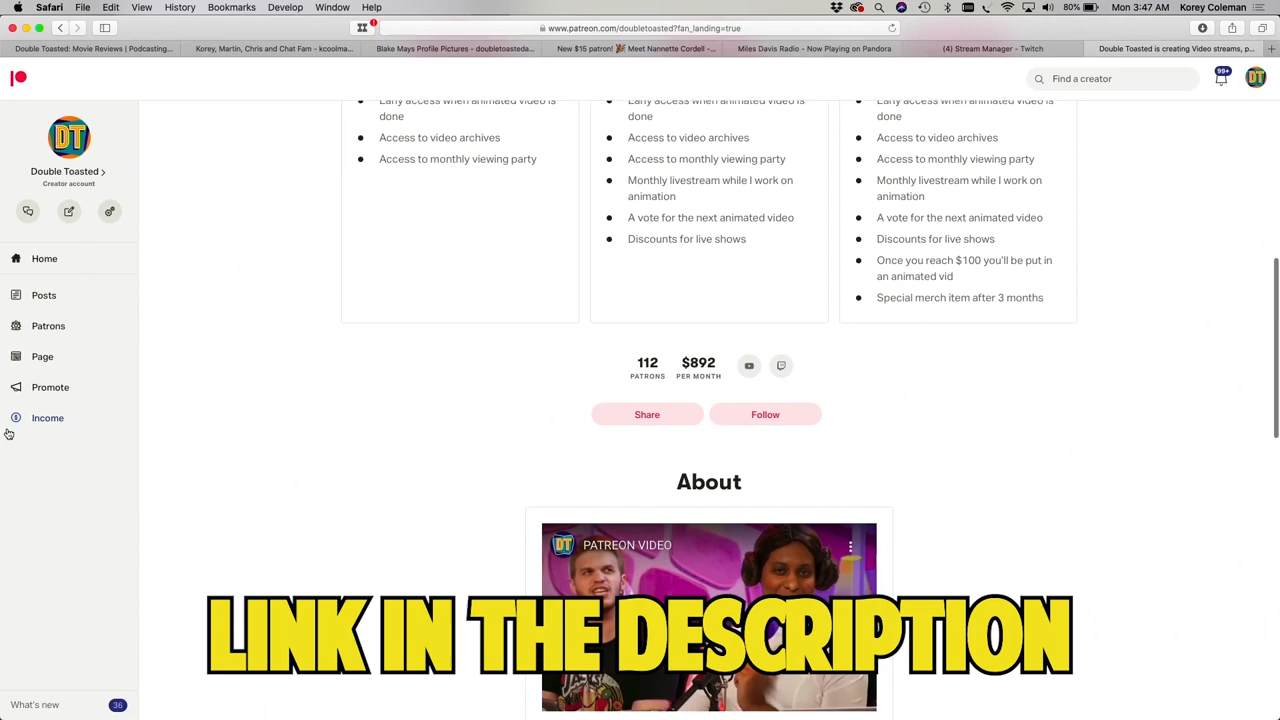 Safari File Edit View History Bookmarks Develop Window Help
100% Mon 3:47 AM Korey Coleman
www.patreon.com/doubletoasted?fan_landing=true
Double Toasted: Movie Reviews | Podcasting...
Korey, Martin, Chris and Chat Fam - kcoolma...
Blake Mays Profile Pictures - doubletoasteda...
New $15 patron! 🎉 Meet Nannette Cordell -...
Miles Davis Radio - Now Playing on Pandora
(4) Stream Manager - Twitch
Double Toasted is creating Video streams, p...
Find a creator
99+
DT
DT
Double Toasted
Creator account
Home
Posts
Patrons
Page
Promote
Income
What's new
36
Early access when animated video is
done
Access to video archives
Access to monthly viewing party
Early access when animated video is
done
Access to video archives
Access to monthly viewing party
Monthly livestream while I work on
animation
A vote for the next animated video
Discounts for live shows
Early access when animated video is
done
Access to video archives
Access to monthly viewing party
Monthly livestream while I work on
animation
A vote for the next animated video
Discounts for live shows
Once you reach $100 you'll be put in
an animated vid
Special merch item after 3 months
112
PATRONS
$892
PER MONTH
Share
Follow
About
DT
PATREON VIDEO
LINK IN THE DESCRIPTION